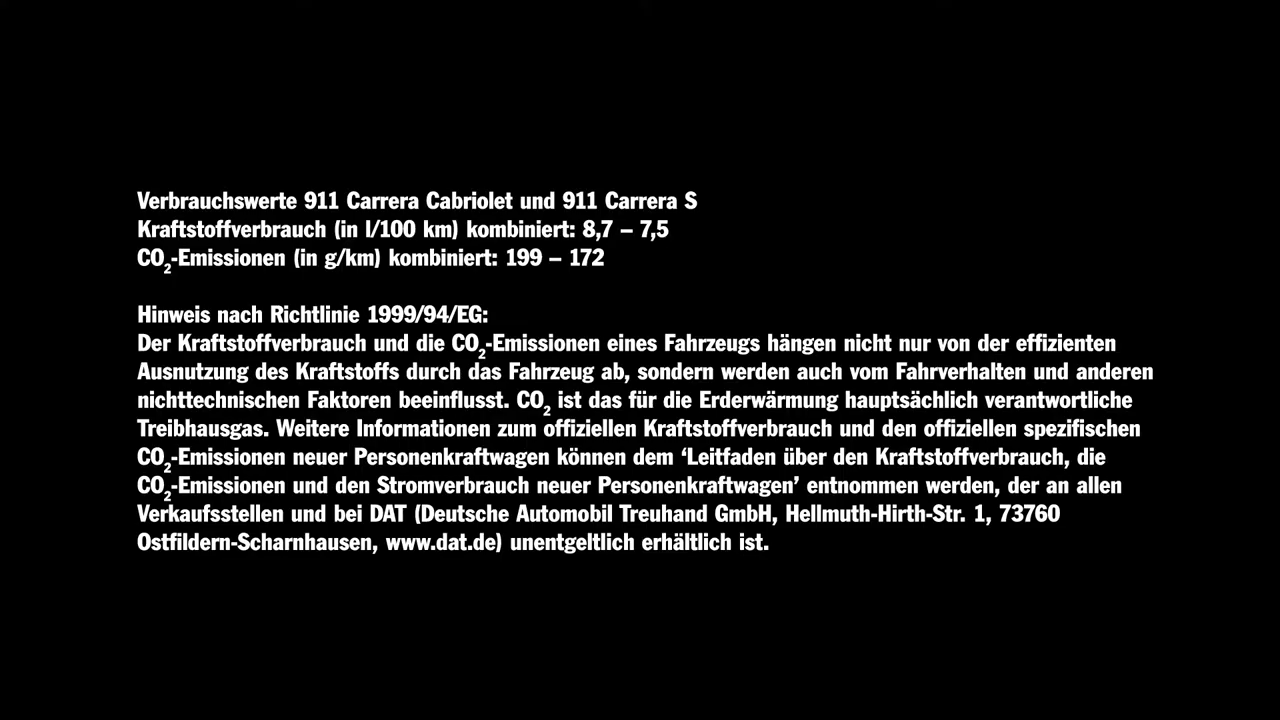 Verbrauchswerte 911 Carrera Cabriolet und 911 Carrera S
Kraftstoffverbrauch (in l/100 km) kombiniert: 8,7 – 7,5
CO₂-Emissionen (in g/km) kombiniert: 199 – 172
Hinweis nach Richtlinie 1999/94/EG:
Der Kraftstoffverbrauch und die CO₂-Emissionen eines Fahrzeugs hängen nicht nur von der effizienten
Ausnutzung des Kraftstoffs durch das Fahrzeug ab, sondern werden auch vom Fahrverhalten und anderen
nichttechnischen Faktoren beeinflusst. CO₂ ist das für die Erderwärmung hauptsächlich verantwortliche
Treibhausgas. Weitere Informationen zum offiziellen Kraftstoffverbrauch und den offiziellen spezifischen
CO₂-Emissionen neuer Personenkraftwagen können dem ‘Leitfaden über den Kraftstoffverbrauch, die
CO₂-Emissionen und den Stromverbrauch neuer Personenkraftwagen’ entnommen werden, der an allen
Verkaufsstellen und bei DAT (Deutsche Automobil Treuhand GmbH, Hellmuth-Hirth-Str. 1, 73760
Ostfildern-Scharnhausen, www.dat.de) unentgeltlich erhältlich ist.